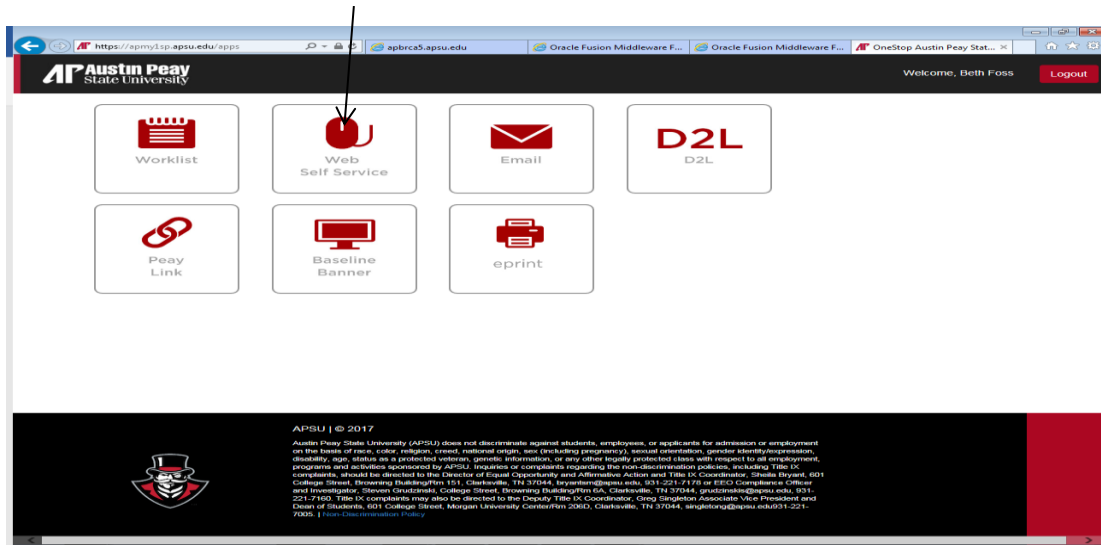 https://apmy1sp.apsu.edu/apps
apbrca5.apsu.edu
Oracle Fusion Middleware F...
Oracle Fusion Middleware F...
AP OneStop Austin Peay Stat...
AP Austin Peay
State University
Welcome, Beth Foss
Logout
Worklist
Web
Self Service
Email
D2L
D2L
Peay
Link
Baseline
Banner
eprint
APSU | © 2017
Austin Peay State University (APSU) does not discriminate against students, employees, or applicants for admission or employment
on the basis of race, color, religion, creed, national origin, sex (including pregnancy), sexual orientation, gender identity/expression,
disability, age, status as a protected veteran, genetic information, or any other legally protected class with respect to all employment,
programs and activities sponsored by APSU. Inquiries or complaints regarding the non-discrimination policies, including Title IX
complaints, should be directed to the Director of Equal Opportunity and Affirmative Action and Title IX Coordinator, Sheila Bryant, 601
College Street, Browning Building/Rm 151, Clarksville, TN 37044, bryantsm@apsu.edu, 931-221-7178 or EEO Compliance Officer
and Investigator, Steven Grudzinski, College Street, Browning Building/Rm 6A, Clarksville, TN 37044, grudzinskis@apsu.edu, 931-
221-7160. Title IX complaints may also be directed to the Deputy Title IX Coordinator, Greg Singleton Associate Vice President and
Dean of Students, 601 College Street, Morgan University Center/Rm 206D, Clarksville, TN 37044, singletong@apsu.edu931-221-
7005. | Non-Discrimination Policy